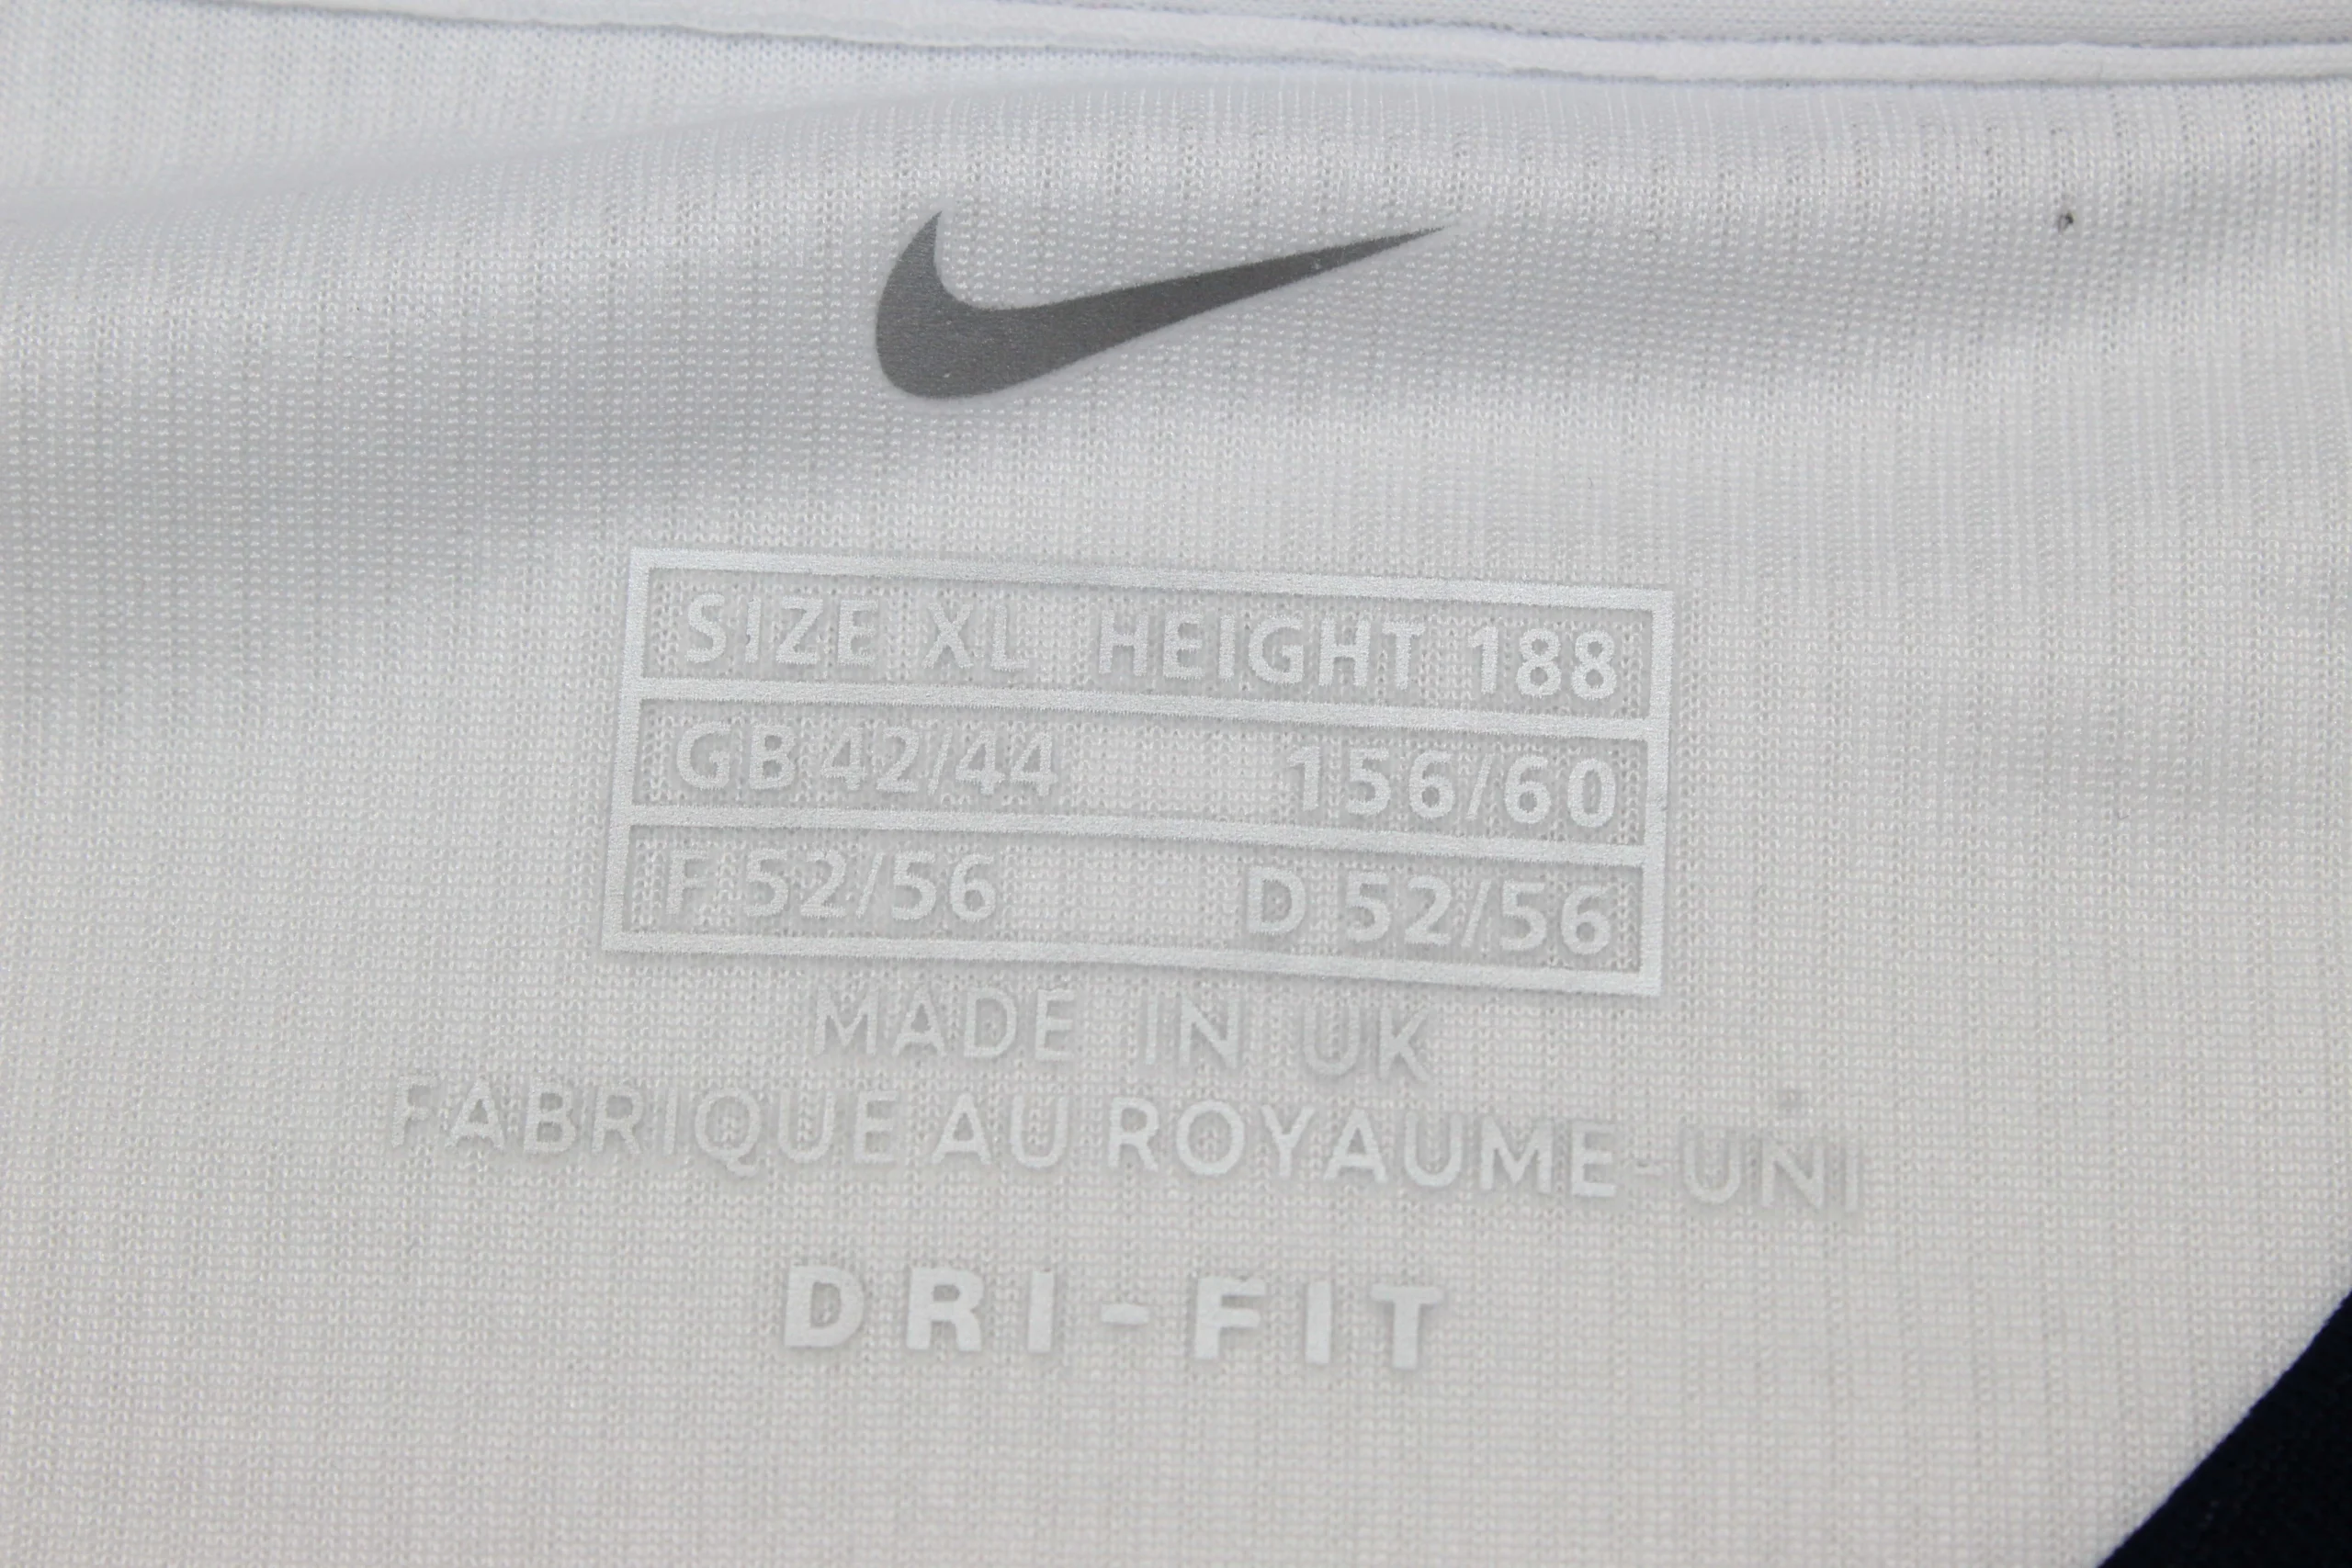 SIZE XL HEIGHT 188
GB 42/44 156/60
F 52/56 D 52/56
MADE IN UK
FABRIQUE AU ROYAUME-UNI
DRI-FIT